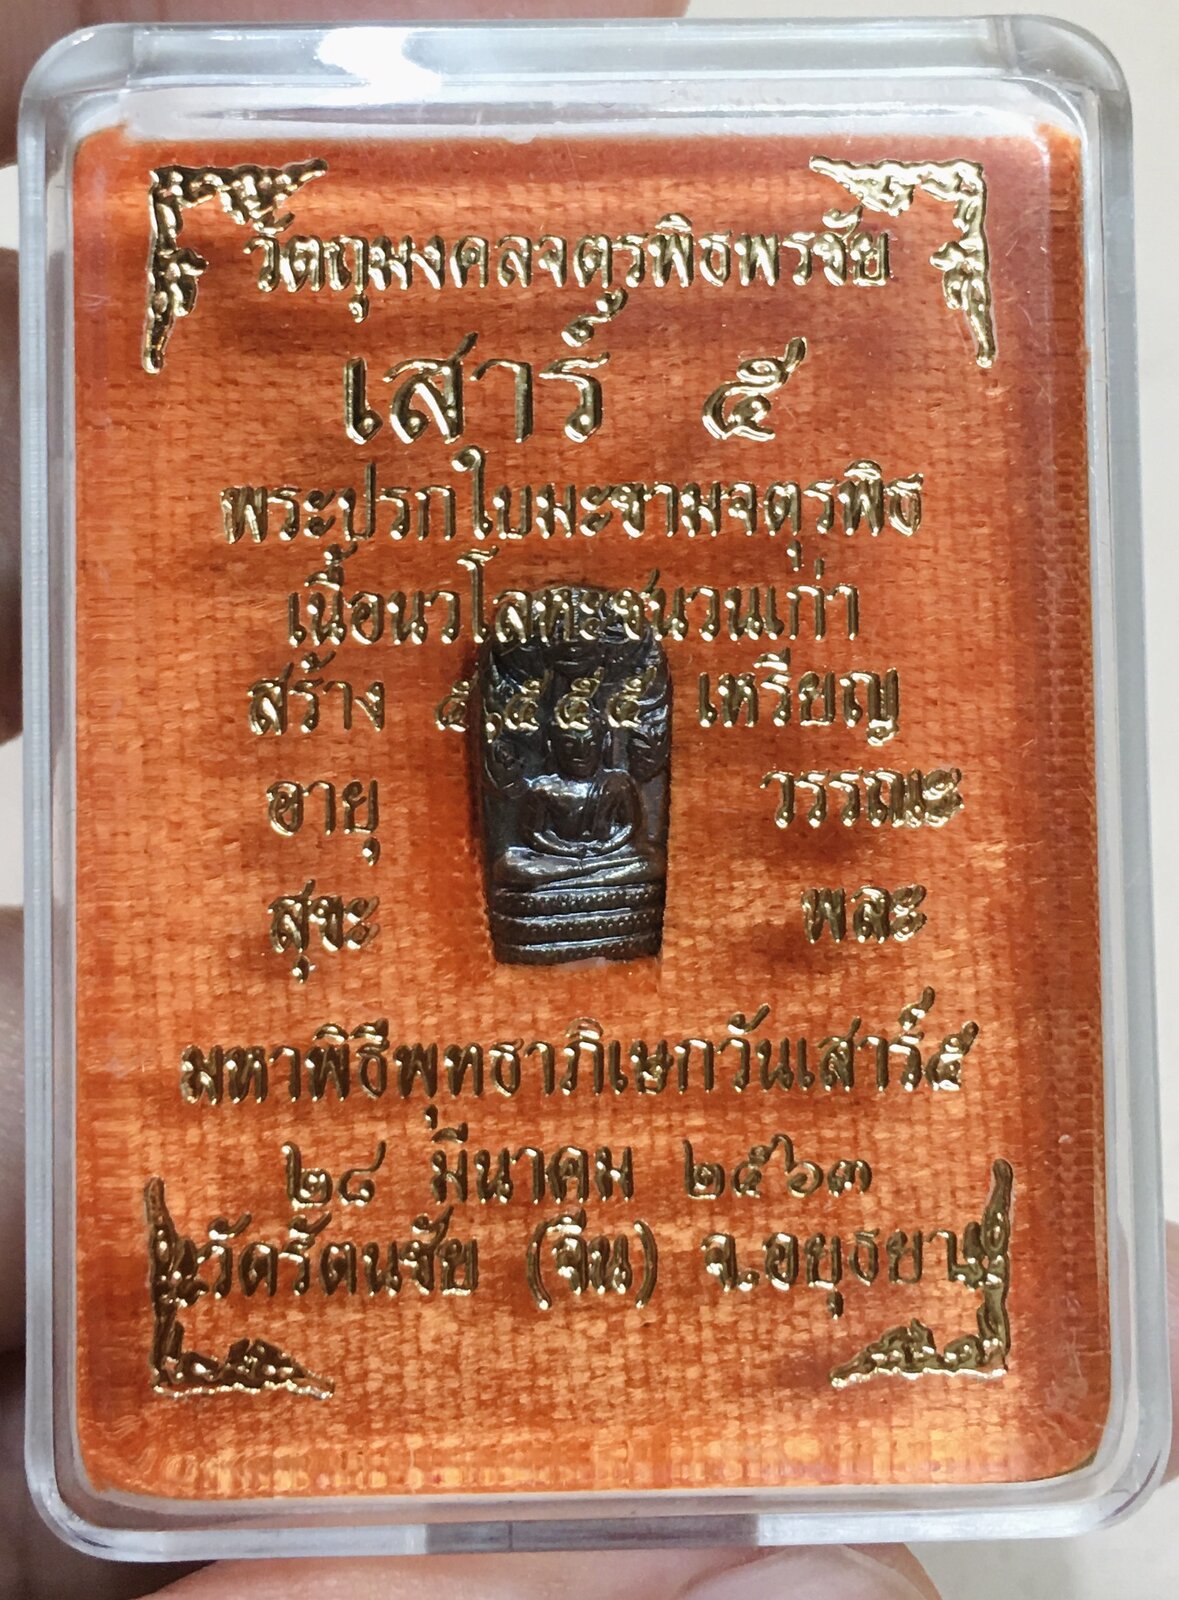 วัตถุมงคลจตุรพิธพรชัย
เสาร์ ๕
พระปรกใบมะขามจตุรพิธ
เนื้อนวโลหะชนวนเก่า
สร้าง ๕,๕๕๕ เหรียญ
อายุ วรรณะ
สุขะ พละ
มหาพิธีพุทธาภิเษกวันเสาร์๕
๒๘ มีนาคม ๒๕๖๓
วัดรัตนชัย (จีน) จ.อยุธยา